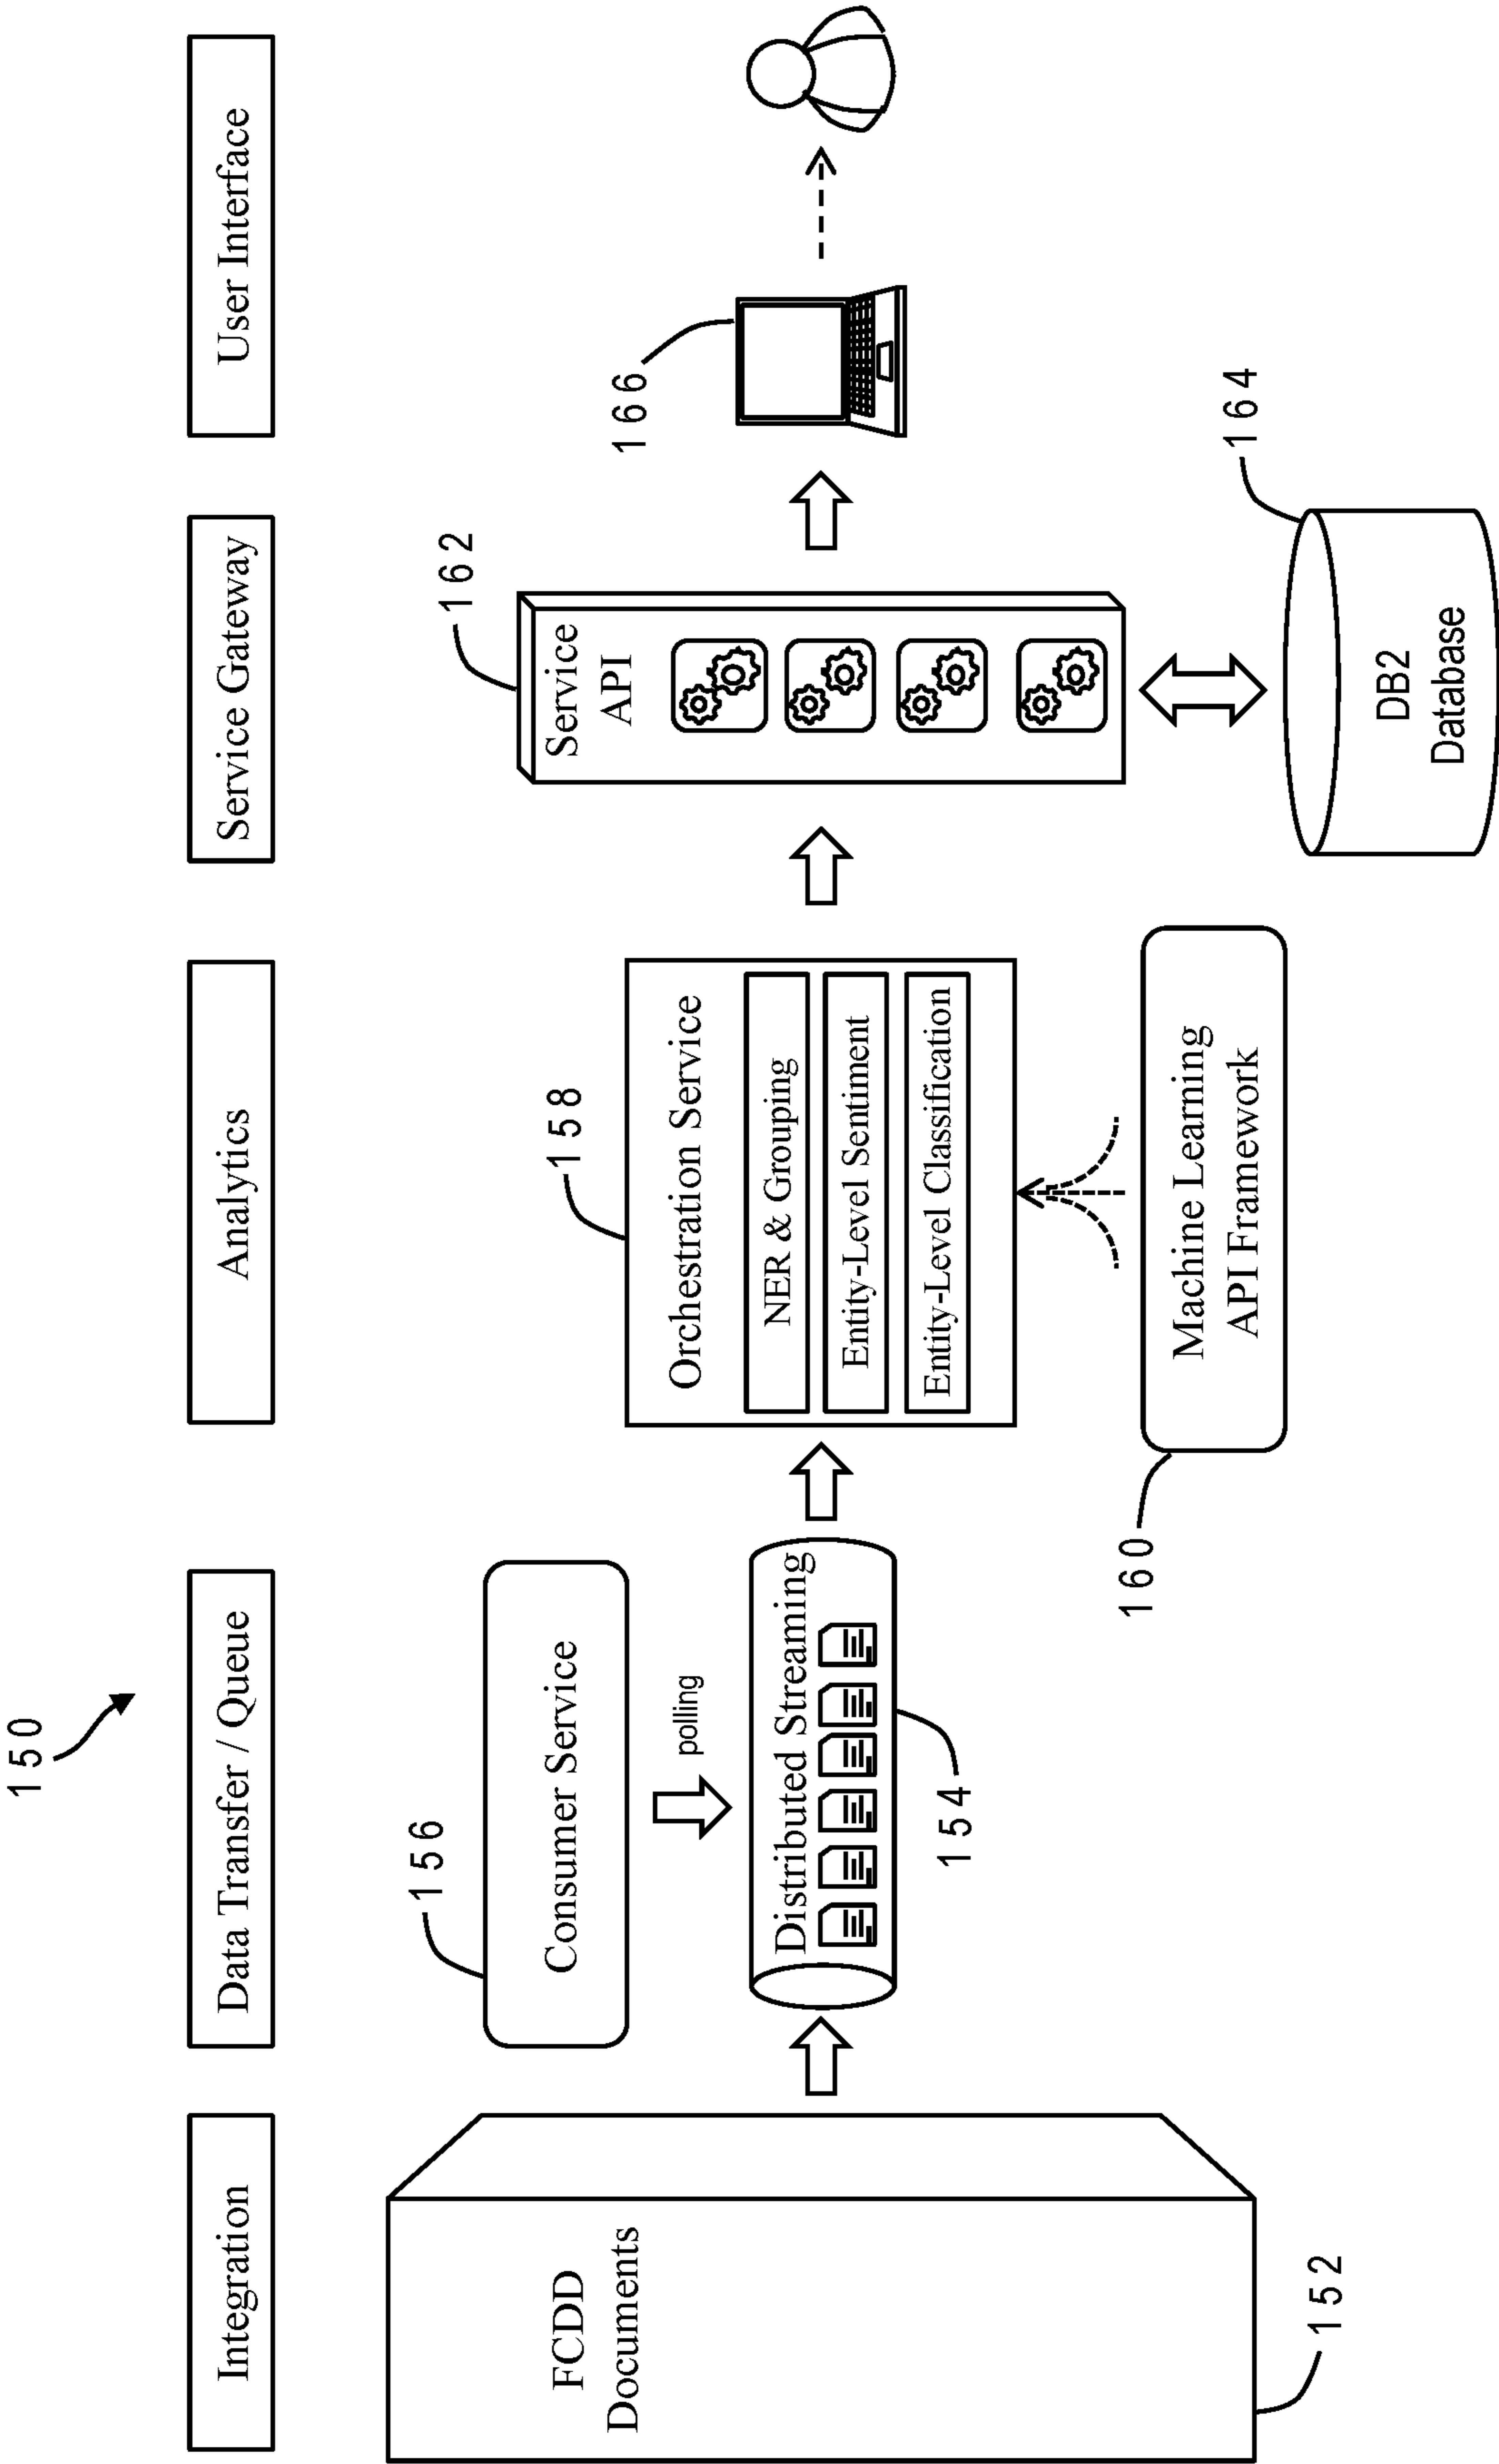 150
Integration
Data Transfer / Queue
Analytics
Service Gateway
User Interface
FCDD
Documents
152
156
Consumer Service
polling
Distributed Streaming
154
158
Orchestration Service
NER & Grouping
Entity-Level Sentiment
Entity-Level Classification
160
Machine Learning
API Framework
162
Service
API
164
DB2
Database
166